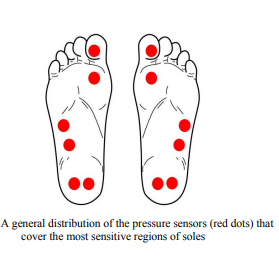 A general distribution of the pressure sensors (red dots) that
cover the most sensitive regions of soles